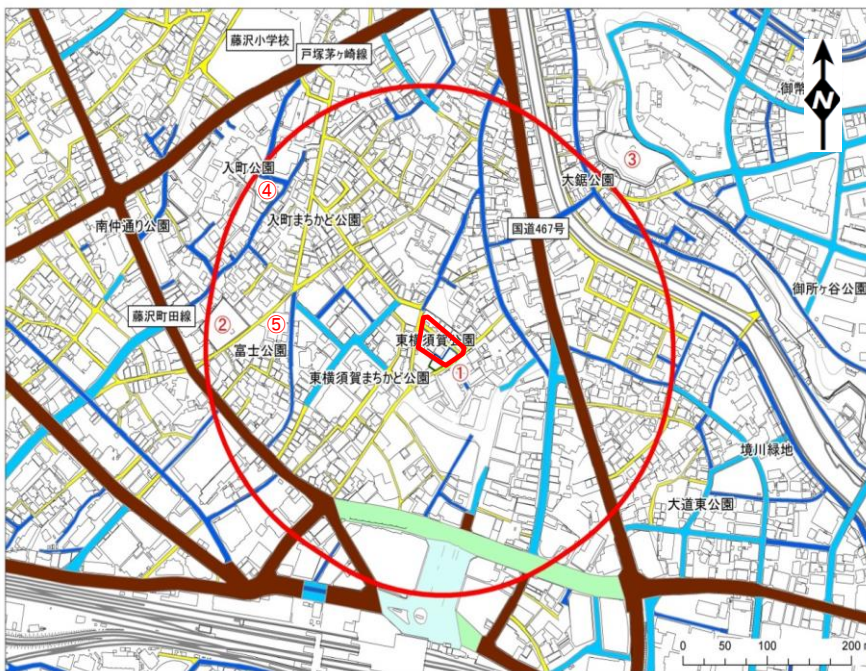 藤沢小学校
戸塚茅ヶ崎線
N
御幣
③
入町公園
④
大鋸公園
南仲通り公園
入町まちかど公園
国道467号
御所ヶ谷公園
藤沢町田線
②
⑤
富士公園
東横須賀公園
東横須賀まちかど公園
①
境川緑地
大道東公園
0 50 100 200